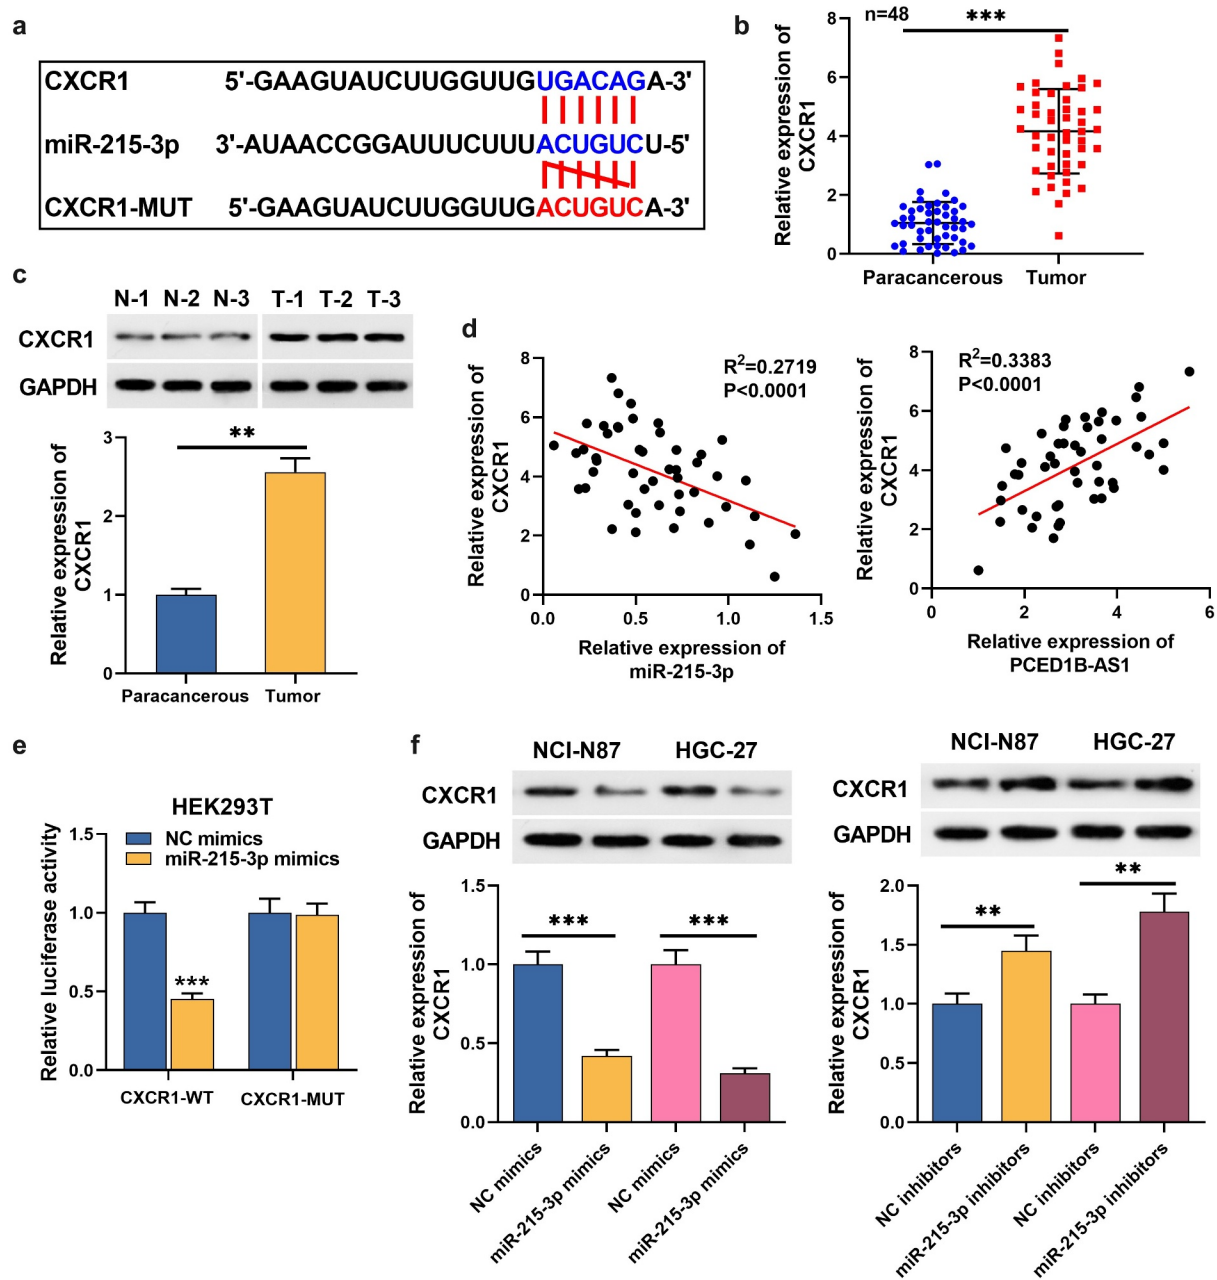 a
CXCR1 5'-GAAGUAUCUUGGUUGUGACAGA-3'
miR-215-3p 3'-AUAACCGGAUUUCUUUACUGUCU-5'
CXCR1-MUT 5'-GAAGUAUCUUGGUUGACUGUCA-3'
b
n=48
***
Relative expression of
CXCR1
8
6
4
2
0
Paracancerous Tumor
c
N-1 N-2 N-3 T-1 T-2 T-3
CXCR1
GAPDH
**
Relative expression of
CXCR1
3
2
1
0
Paracancerous Tumor
d
R²=0.2719
P<0.0001
Relative expression of
CXCR1
8
6
4
2
0
0.0 0.5 1.0 1.5
Relative expression of
miR-215-3p
R²=0.3383
P<0.0001
Relative expression of
CXCR1
8
6
4
2
0
0 2 4 6
Relative expression of
PCED1B-AS1
e
HEK293T
NC mimics
miR-215-3p mimics
Relative luciferase activity
1.5
1.0
0.5
0.0
***
CXCR1-WT CXCR1-MUT
f
NCI-N87 HGC-27
CXCR1
GAPDH
Relative expression of
CXCR1
1.5
1.0
0.5
0.0
*** ***
NC mimics
miR-215-3p mimics
NC mimics
miR-215-3p mimics
NCI-N87 HGC-27
CXCR1
GAPDH
Relative expression of
CXCR1
2.0
1.5
1.0
0.5
0.0
** **
NC inhibitors
miR-215-3p inhibitors
NC inhibitors
miR-215-3p inhibitors